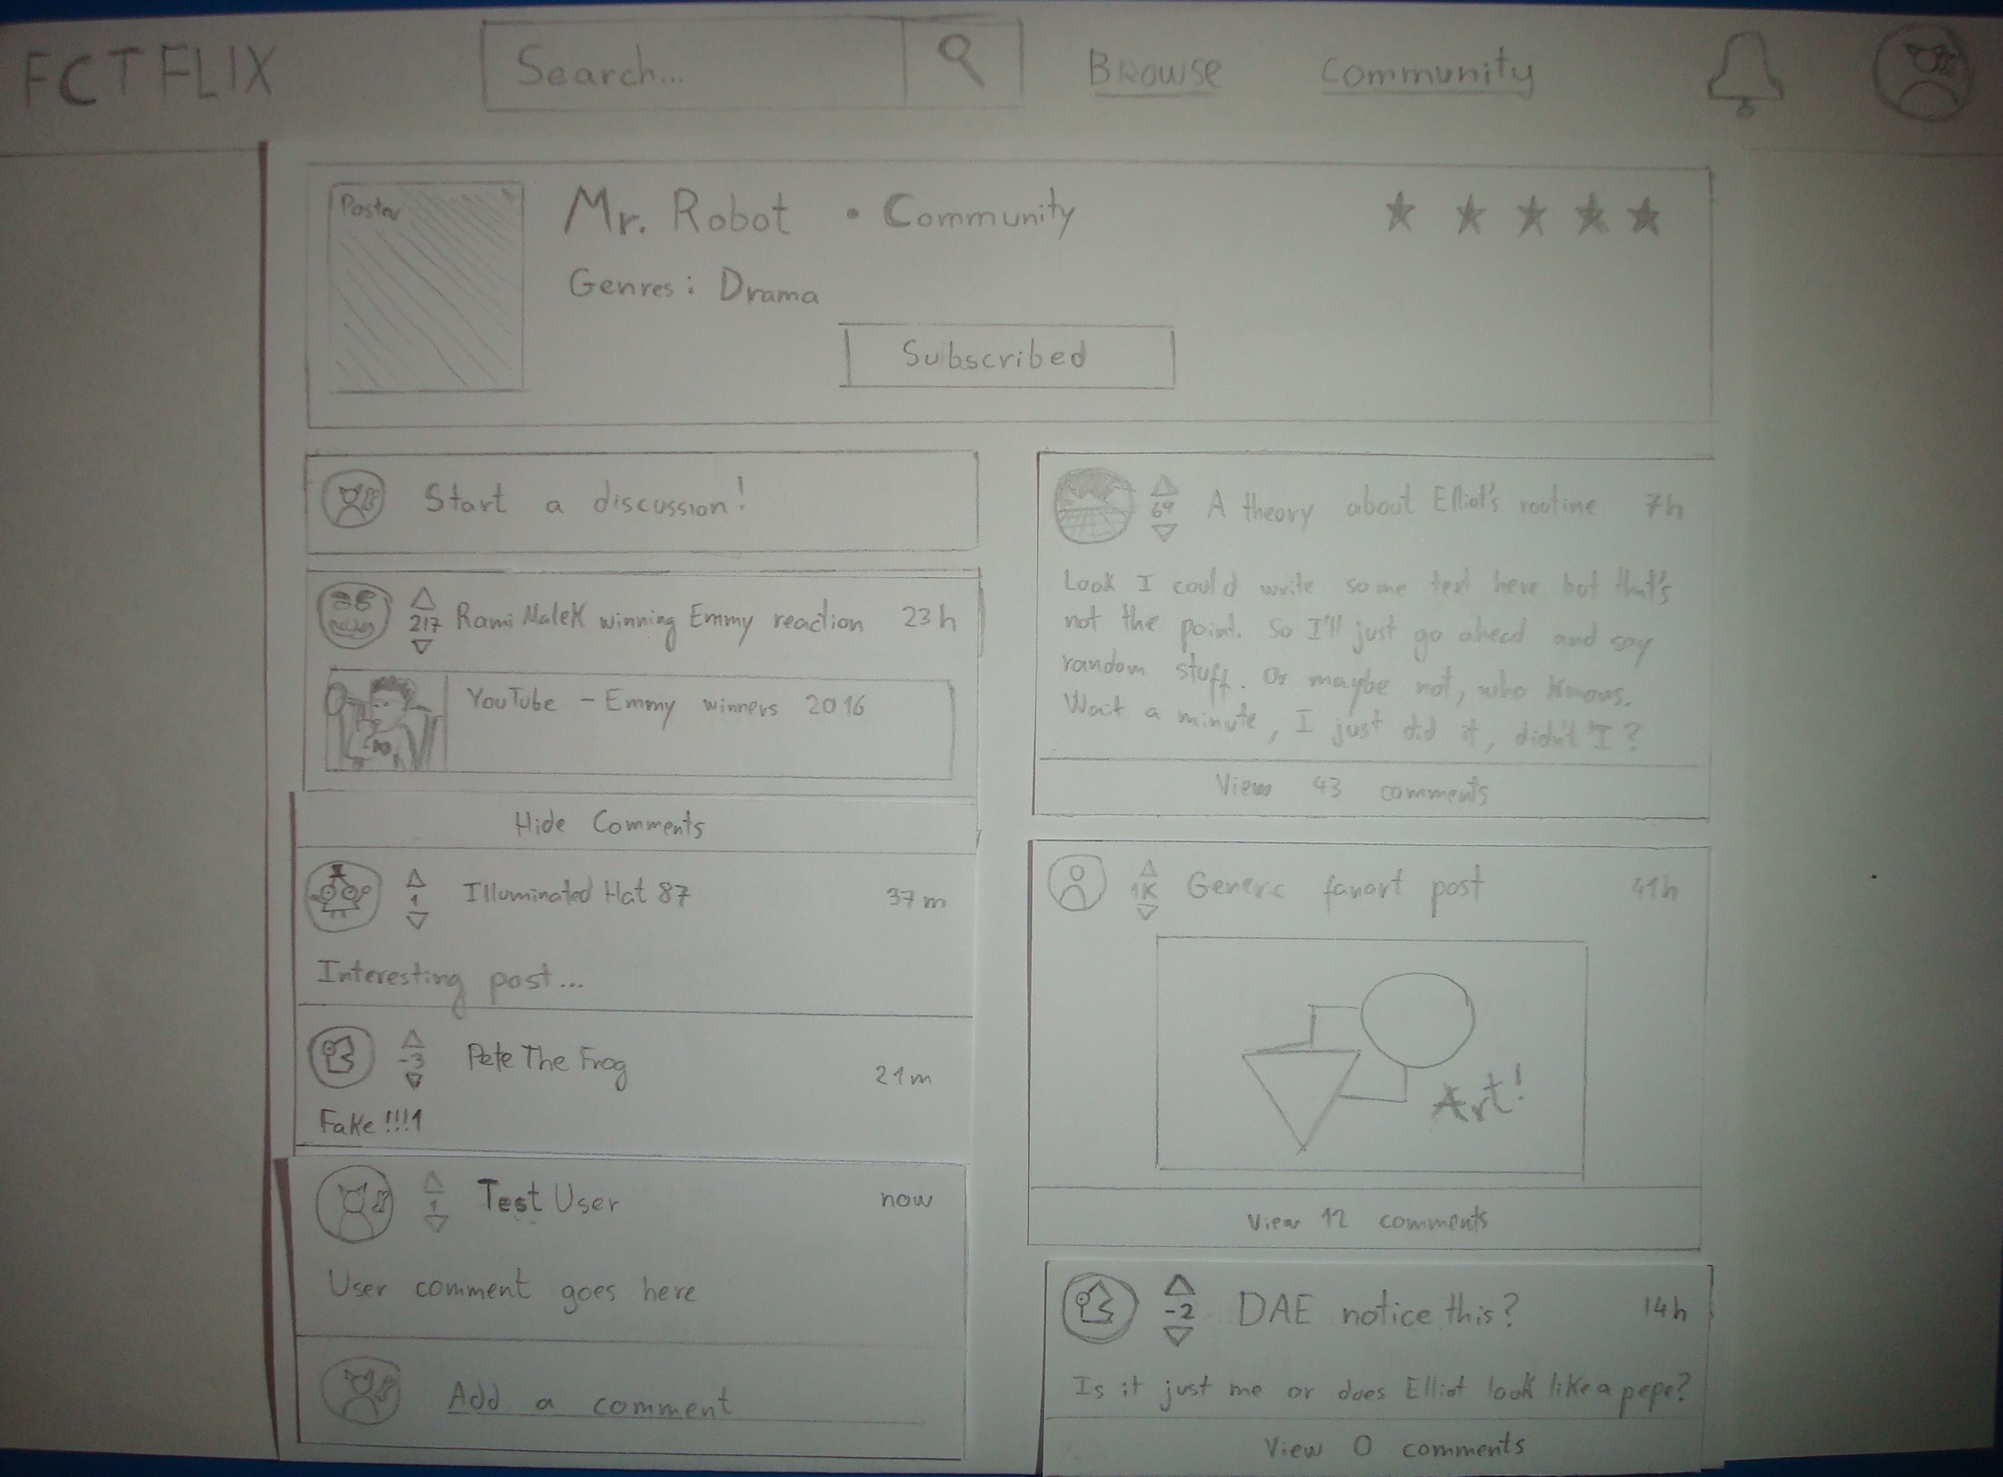 FCTFLIX
Search...
Browse
Community
Poster
Mr. Robot • Community
Genres: Drama
Subscribed
Start a discussion!
217
Rami Malek winning Emmy reaction
23h
YouTube - Emmy winners 2016
Hide Comments
1
Illuminated Hat 87
37m
Interesting post...
-3
Pete The Frog
21m
Fake!!!1
1
Test User
now
User comment goes here
Add a comment
69
A theory about Elliot's routine
7h
Look I could write some text here but that's
not the point. So I'll just go ahead and say
random stuff. Or maybe not, who knows.
Wait a minute, I just did it, didn't I?
View 43 comments
1K
Generic fanart post
41h
Art!
View 12 comments
-2
DAE notice this?
14h
Is it just me or does Elliot look like a pepe?
View 0 comments